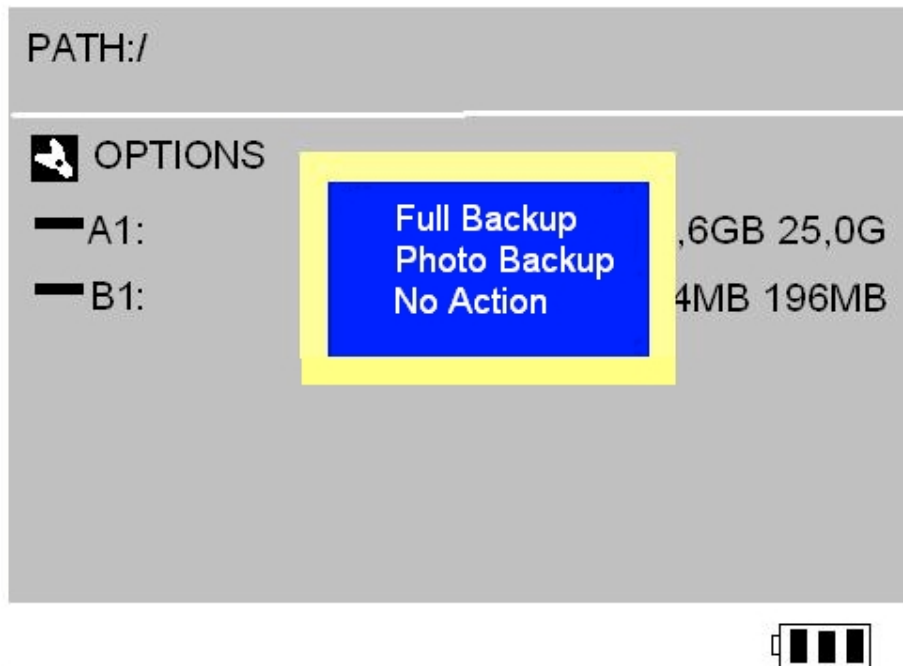 PATH:/
OPTIONS
A1: ,6GB 25,0G
B1: 4MB 196MB
Full Backup
Photo Backup
No Action